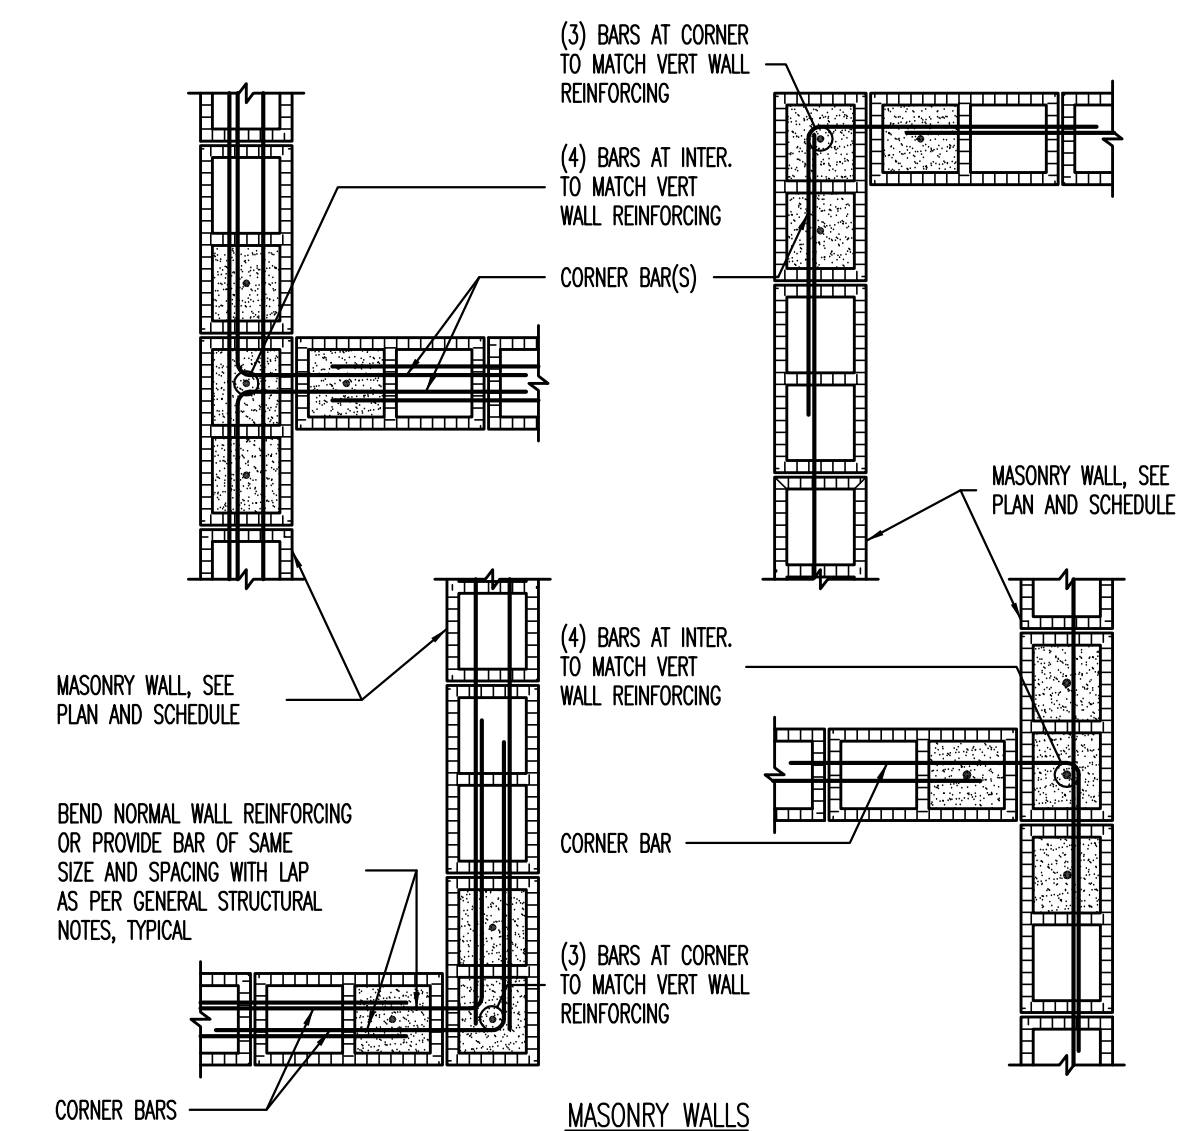 (3) BARS AT CORNER
TO MATCH VERT WALL
REINFORCING
(4) BARS AT INTER.
TO MATCH VERT
WALL REINFORCING
CORNER BAR(S)
MASONRY WALL, SEE
PLAN AND SCHEDULE
(4) BARS AT INTER.
TO MATCH VERT
WALL REINFORCING
MASONRY WALL, SEE
PLAN AND SCHEDULE
BEND NORMAL WALL REINFORCING
OR PROVIDE BAR OF SAME
SIZE AND SPACING WITH LAP
AS PER GENERAL STRUCTURAL
NOTES, TYPICAL
CORNER BAR
(3) BARS AT CORNER
TO MATCH VERT WALL
REINFORCING
CORNER BARS
MASONRY WALLS